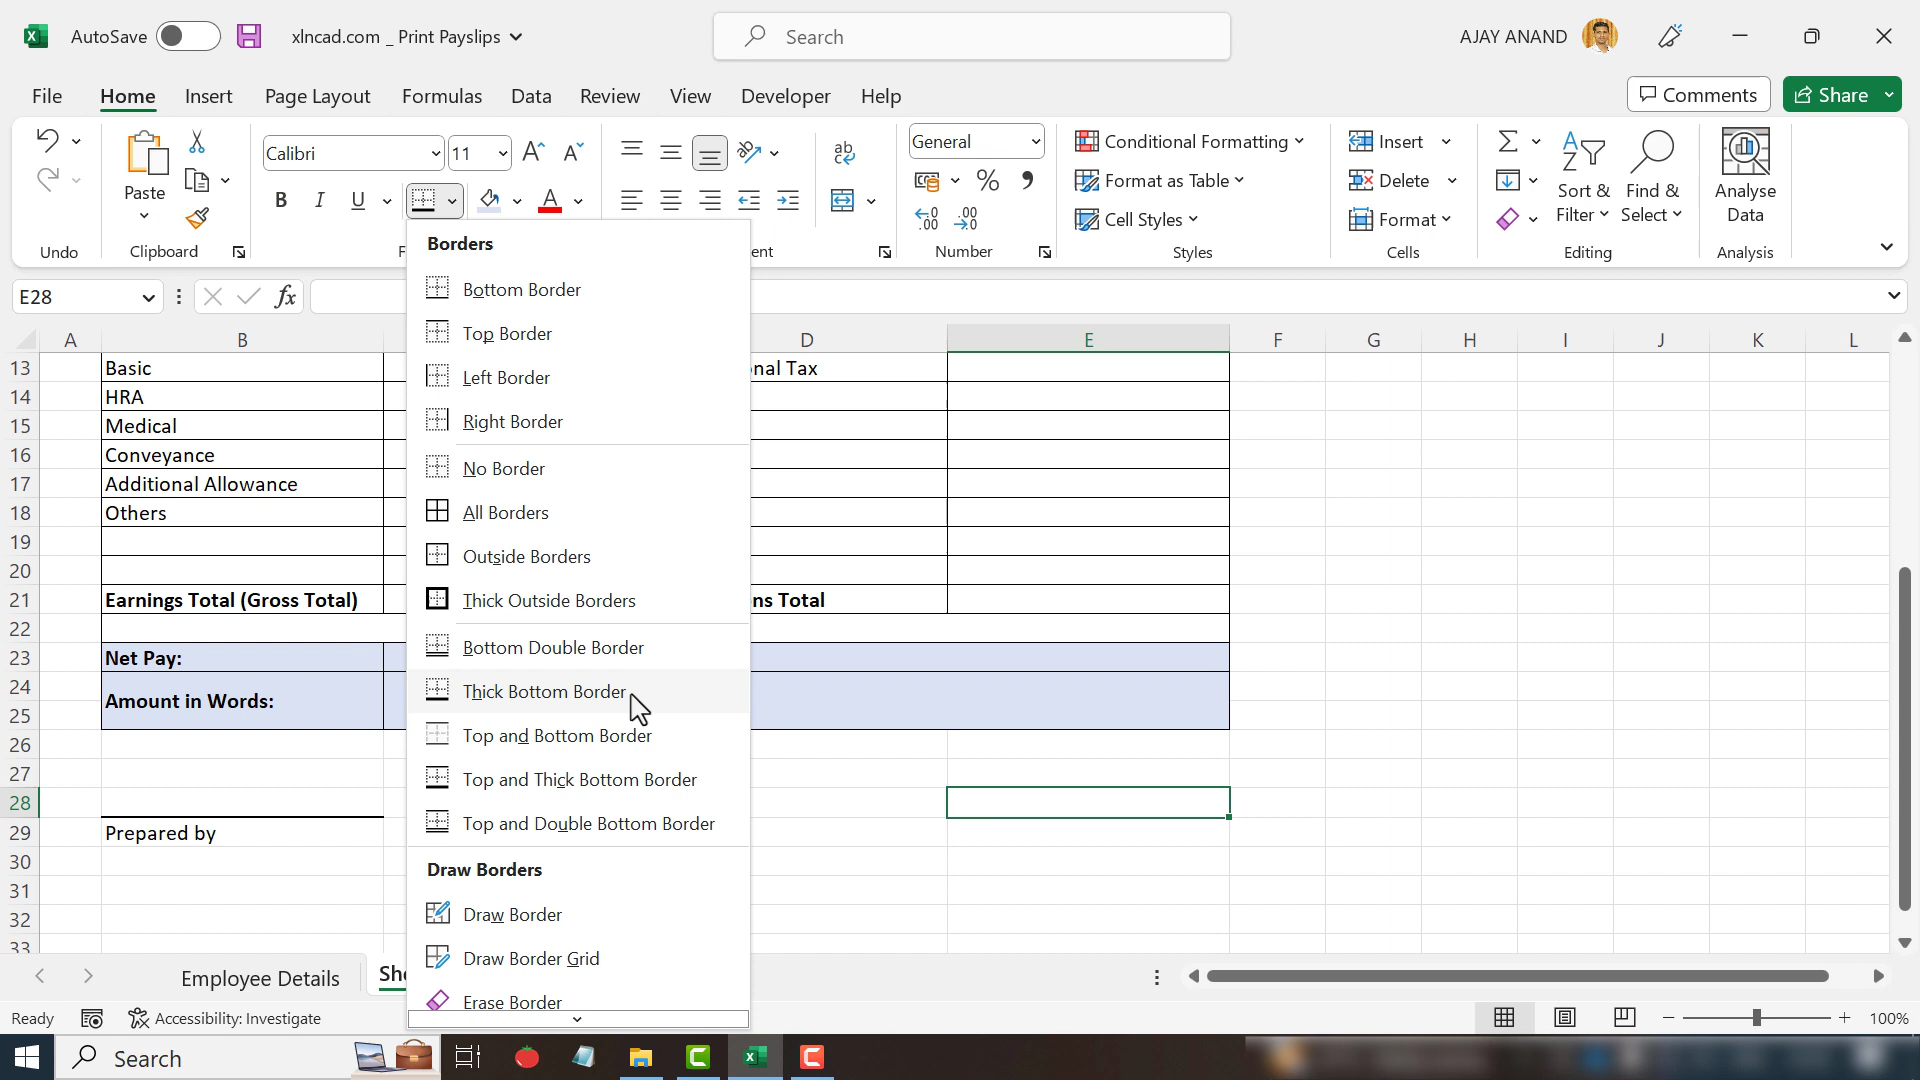 AutoSave xlncad.com _ Print Payslips Search AJAY ANAND
File Home Insert Page Layout Formulas Data Review View Developer Help Comments Share
Calibri 11 General Conditional Formatting Insert
Paste Format as Table Delete Sort & Find & Analyse
B I U A % Cell Styles Format Filter Select Data
Undo Clipboard F ent Number Styles Cells Editing Analysis
E28 fx
A B D E F G H I J K L
13 Basic nal Tax
14 HRA
15 Medical
16 Conveyance
17 Additional Allowance
18 Others
19
20
21 Earnings Total (Gross Total) ns Total
22
23 Net Pay:
24
Amount in Words:
25
26
27
28
29 Prepared by
30
31
32
33
Borders
Bottom Border
Top Border
Left Border
Right Border
No Border
All Borders
Outside Borders
Thick Outside Borders
Bottom Double Border
Thick Bottom Border
Top and Bottom Border
Top and Thick Bottom Border
Top and Double Bottom Border
Draw Borders
Draw Border
Draw Border Grid
Erase Border
Employee Details She
Ready Accessibility: Investigate 100%
Search